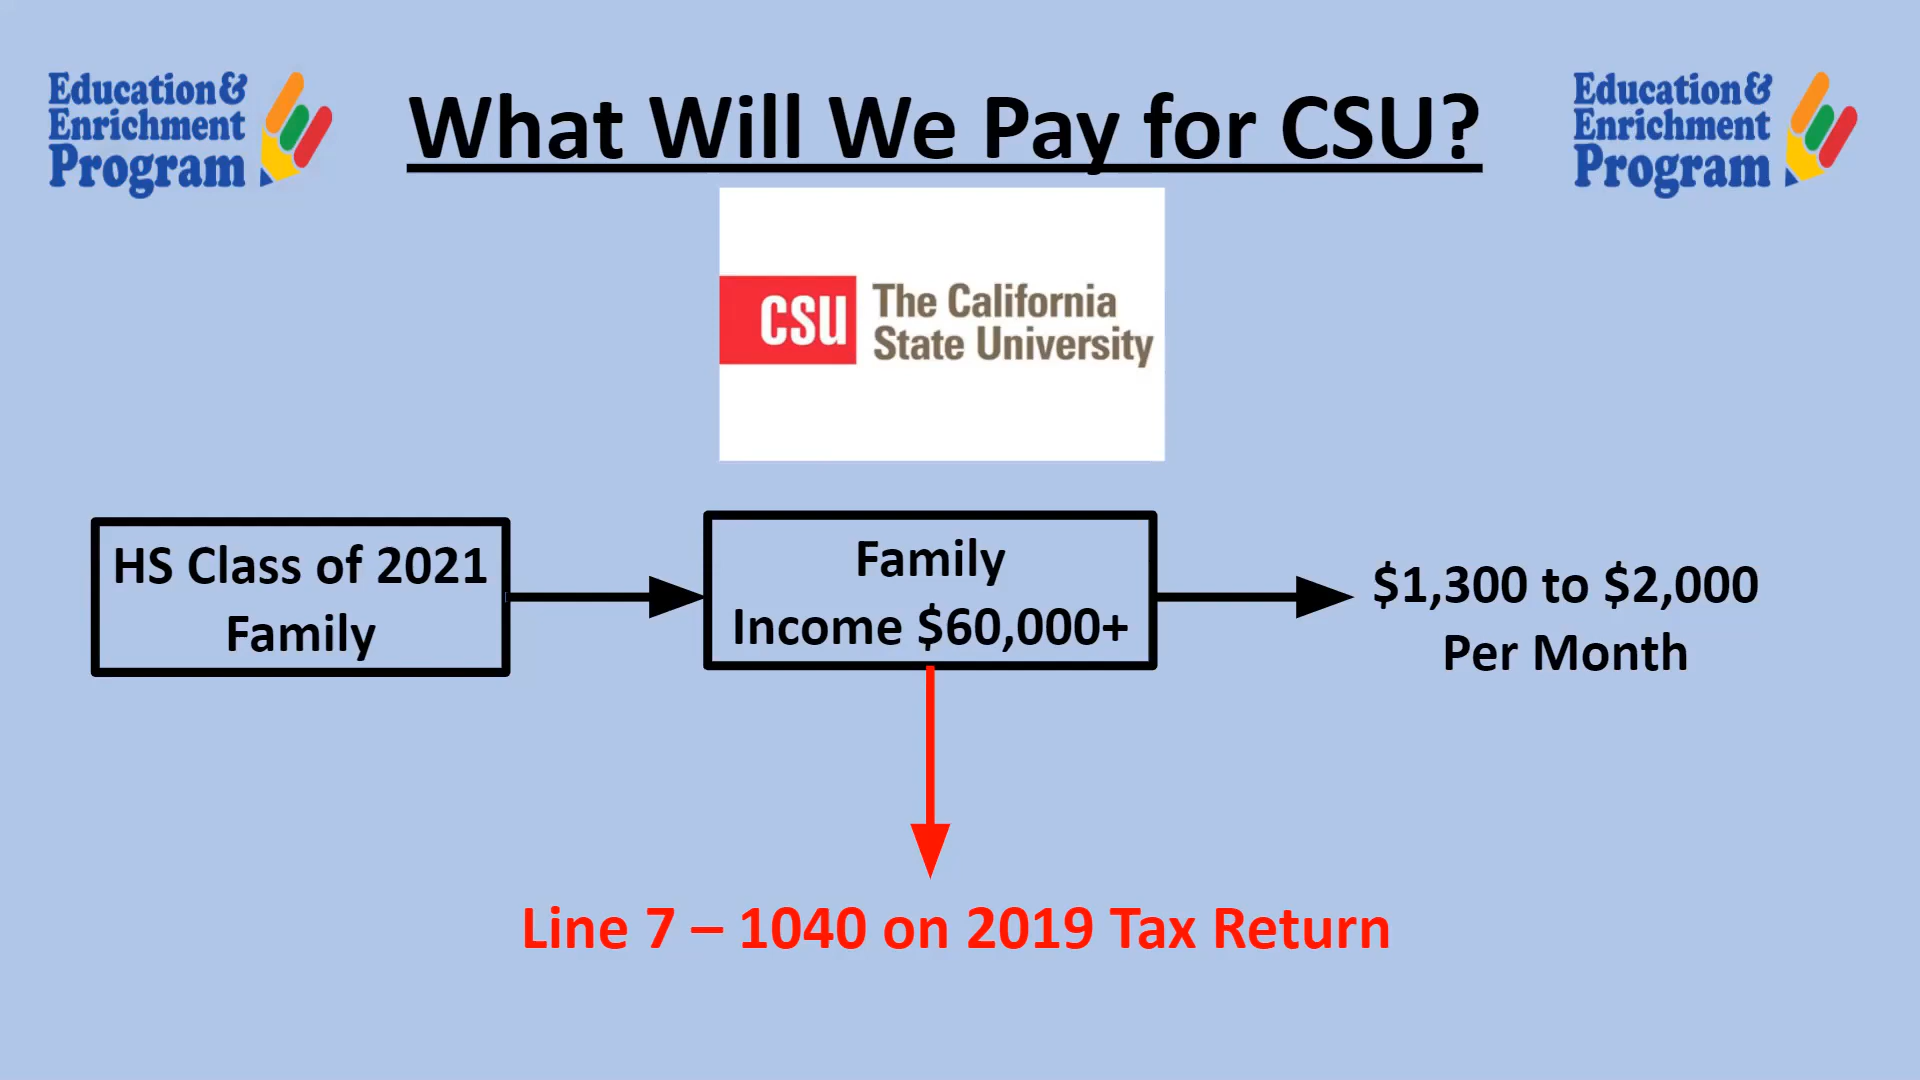 Education&
Enrichment
Program
What Will We Pay for CSU?
Education&
Enrichment
Program
CSU
The California
State University
HS Class of 2021
Family
Family
Income $60,000+
$1,300 to $2,000
Per Month
Line 7 – 1040 on 2019 Tax Return